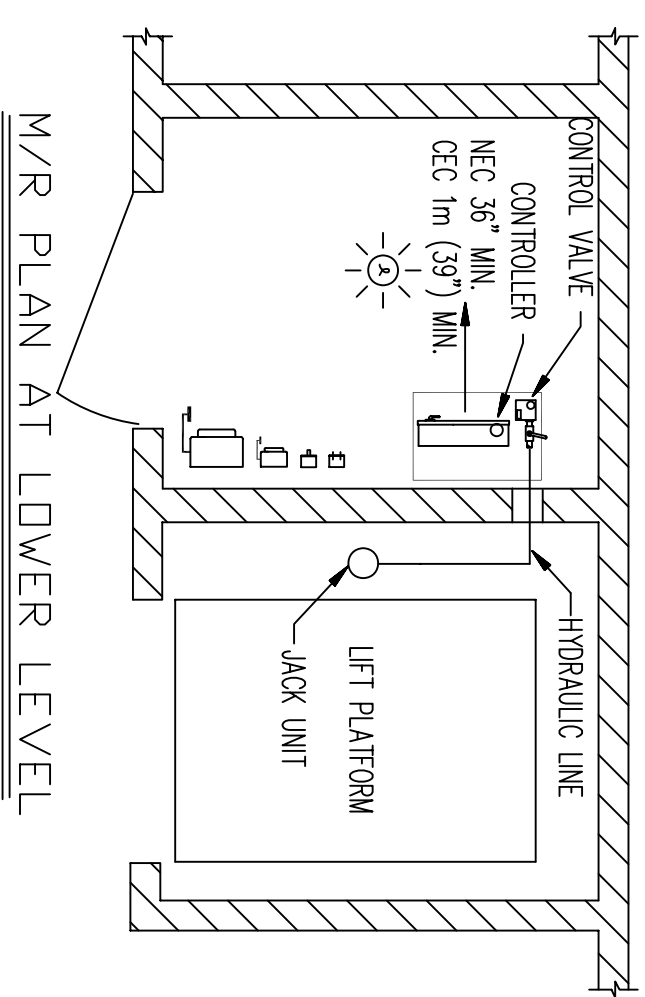 CONTROL VALVE
CONTROLLER
NEC 36" MIN.
CEC 1m (39") MIN.
HYDRAULIC LINE
LIFT PLATFORM
JACK UNIT
M/R PLAN AT LOWER LEVEL